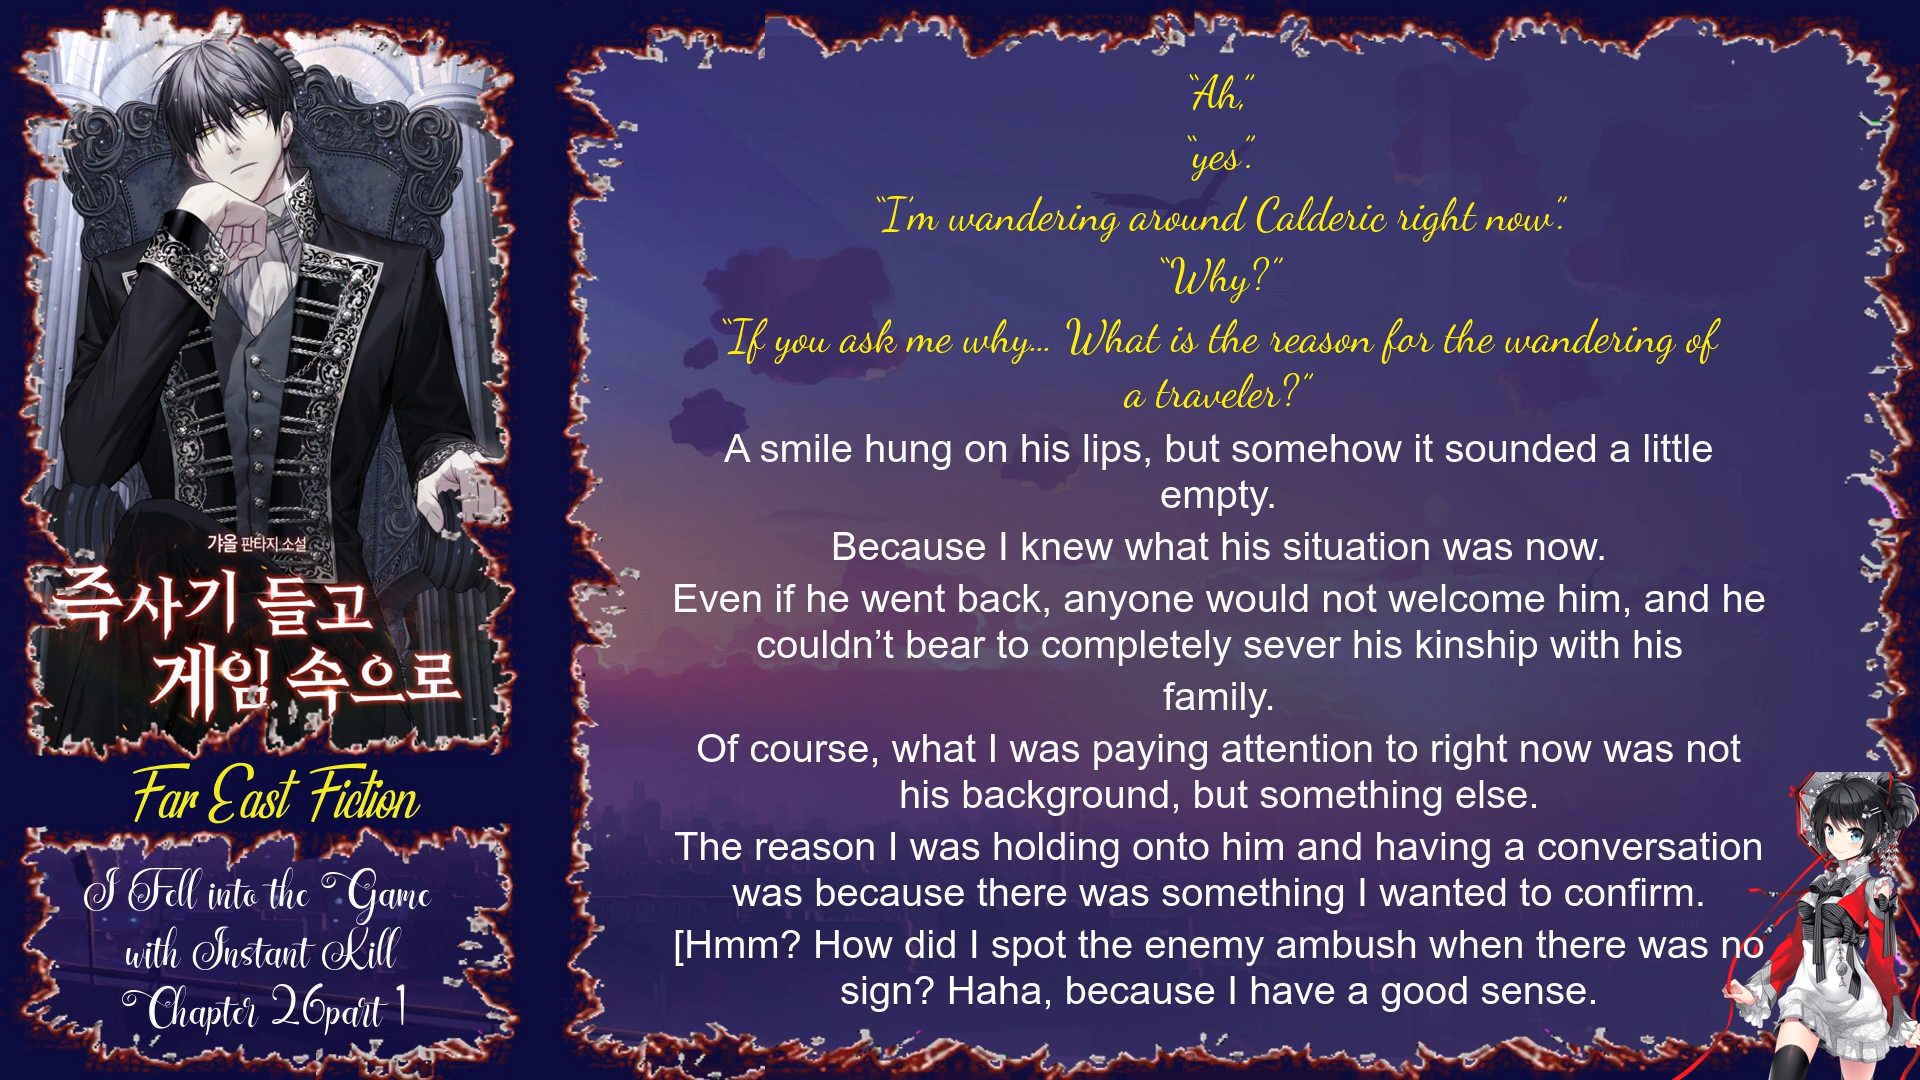 갸올 판타지 소설
즉사기 들고
게임 속으로
Far East Fiction
I Fell into the Game
with Instant Kill
Chapter 26part 1
“Ah,”
“yes”.
“I’m wandering around Calderic right now”.
“Why?”
“If you ask me why... What is the reason for the wandering of
a traveler?”
A smile hung on his lips, but somehow it sounded a little
empty.
Because I knew what his situation was now.
Even if he went back, anyone would not welcome him, and he
couldn’t bear to completely sever his kinship with his
family.
Of course, what I was paying attention to right now was not
his background, but something else.
The reason I was holding onto him and having a conversation
was because there was something I wanted to confirm.
[Hmm? How did I spot the enemy ambush when there was no
sign? Haha, because I have a good sense.